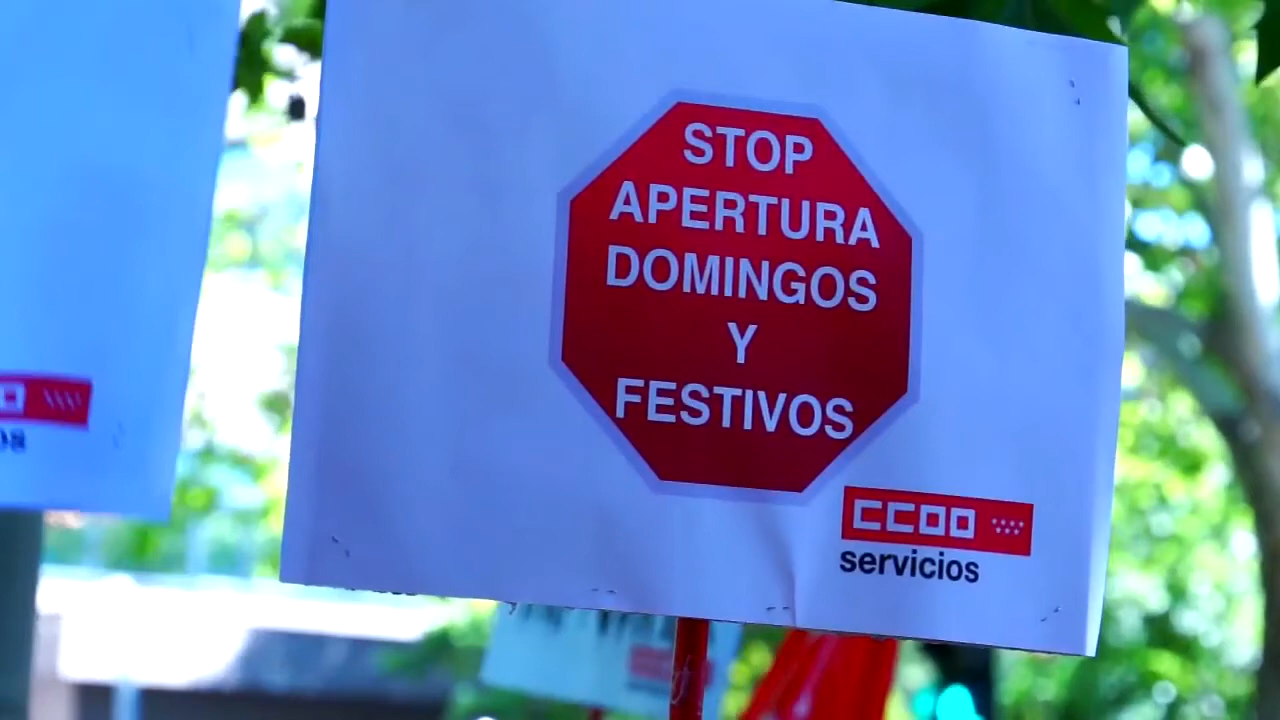 STOP
APERTURA
DOMINGOS
Y
FESTIVOS
CCOO
servicios